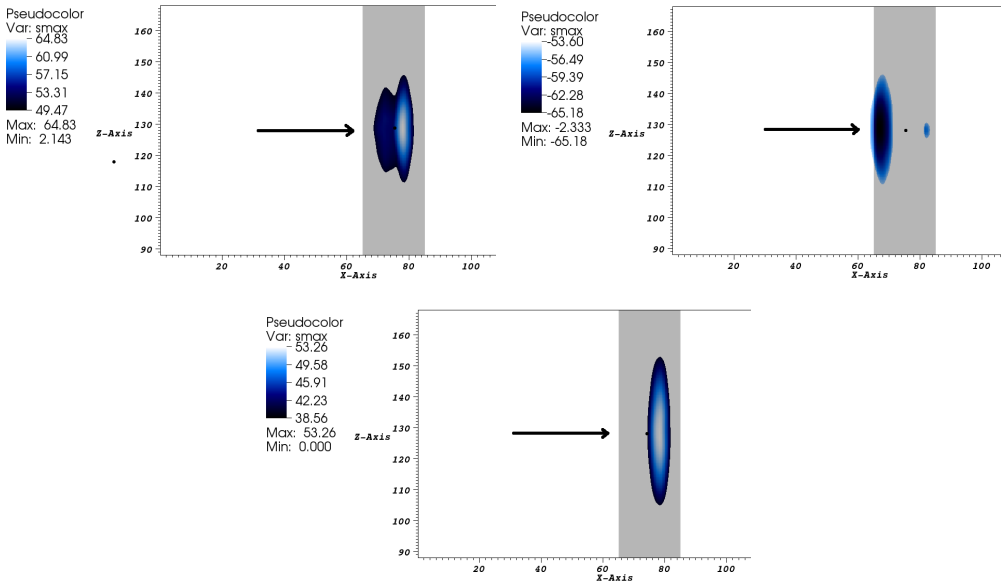 Pseudocolor
Var: smax
64.83
60.99
57.15
53.31
49.47
Max: 64.83
Min: 2.143
Z-Axis
160
150
140
130
120
110
100
90
20 40 60 80 100
X-Axis
Pseudocolor
Var: smax
-53.60
-56.49
-59.39
-62.28
-65.18
Max: -2.333
Min: -65.18
Z-Axis
160
150
140
130
120
110
100
90
20 40 60 80 100
X-Axis
Pseudocolor
Var: smax
53.26
49.58
45.91
42.23
38.56
Max: 53.26
Min: 0.000
Z-Axis
160
150
140
130
120
110
100
90
20 40 60 80 100
X-Axis